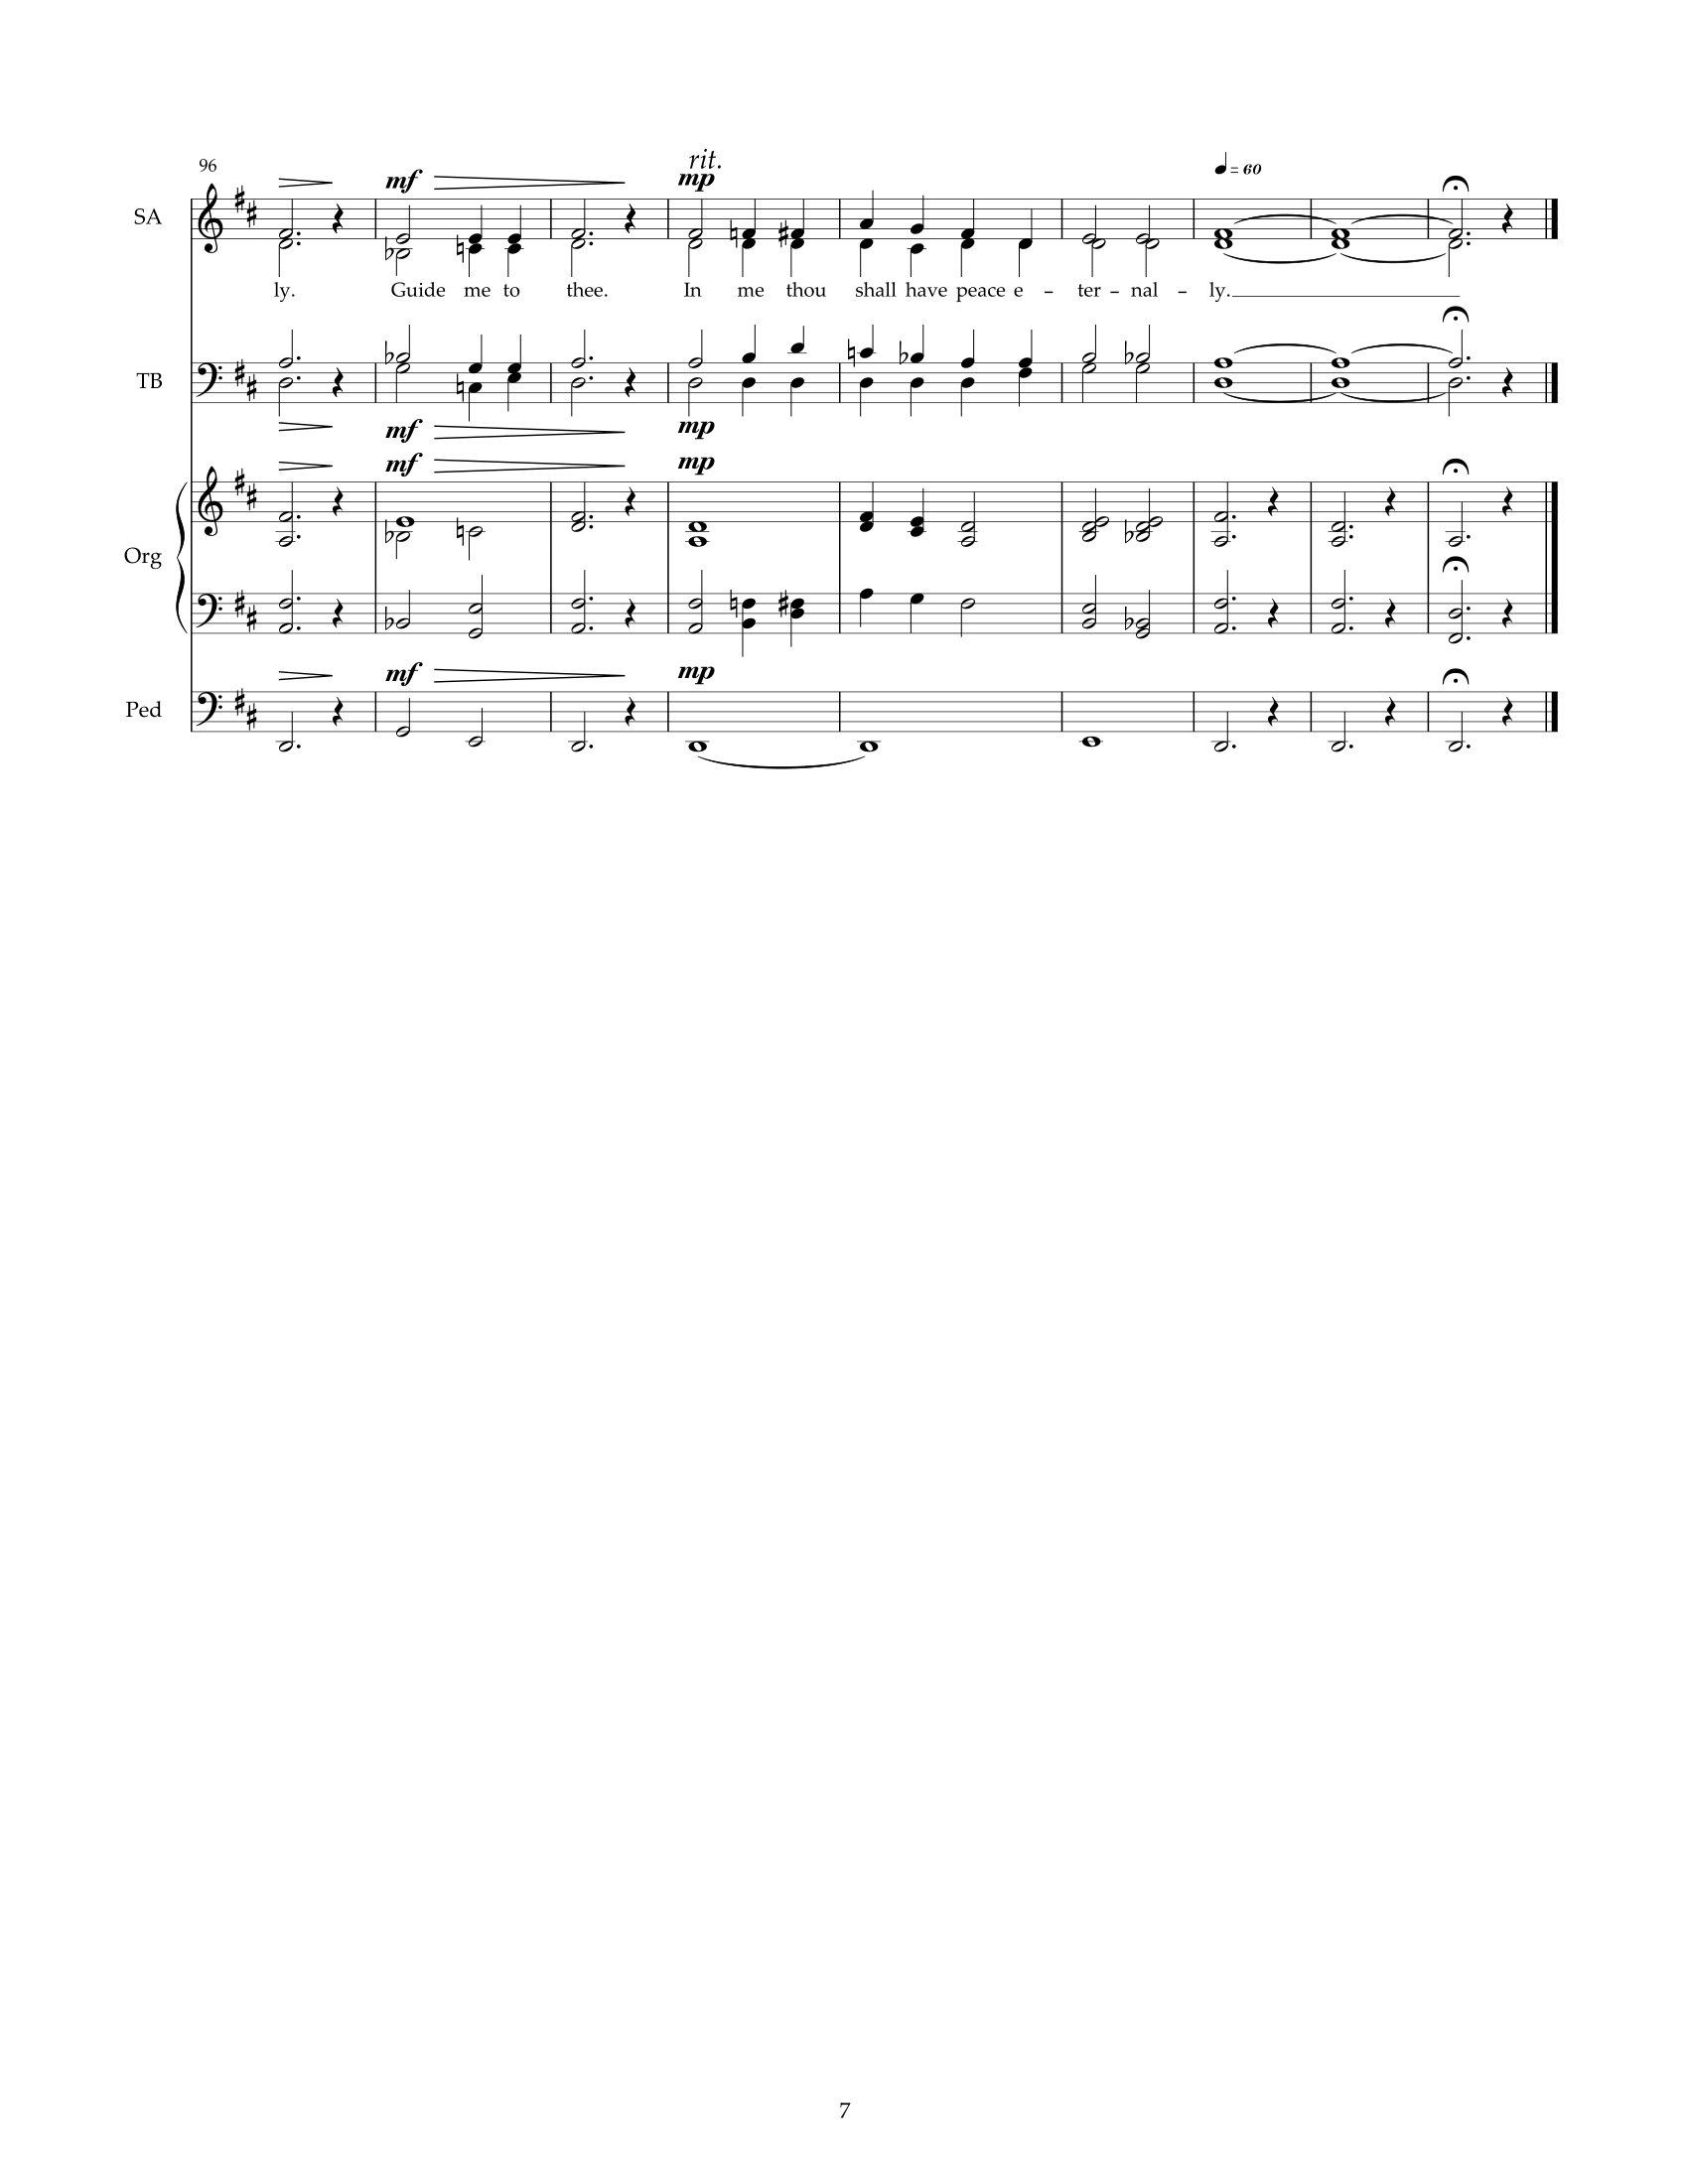 96
rit.
♩ = 60
mf
mp
SA
ly. Guide me to thee. In me thou shall have peace e - ter - nal - ly.
TB
mf
mp
mf
mp
Org
mf
mp
Ped
7